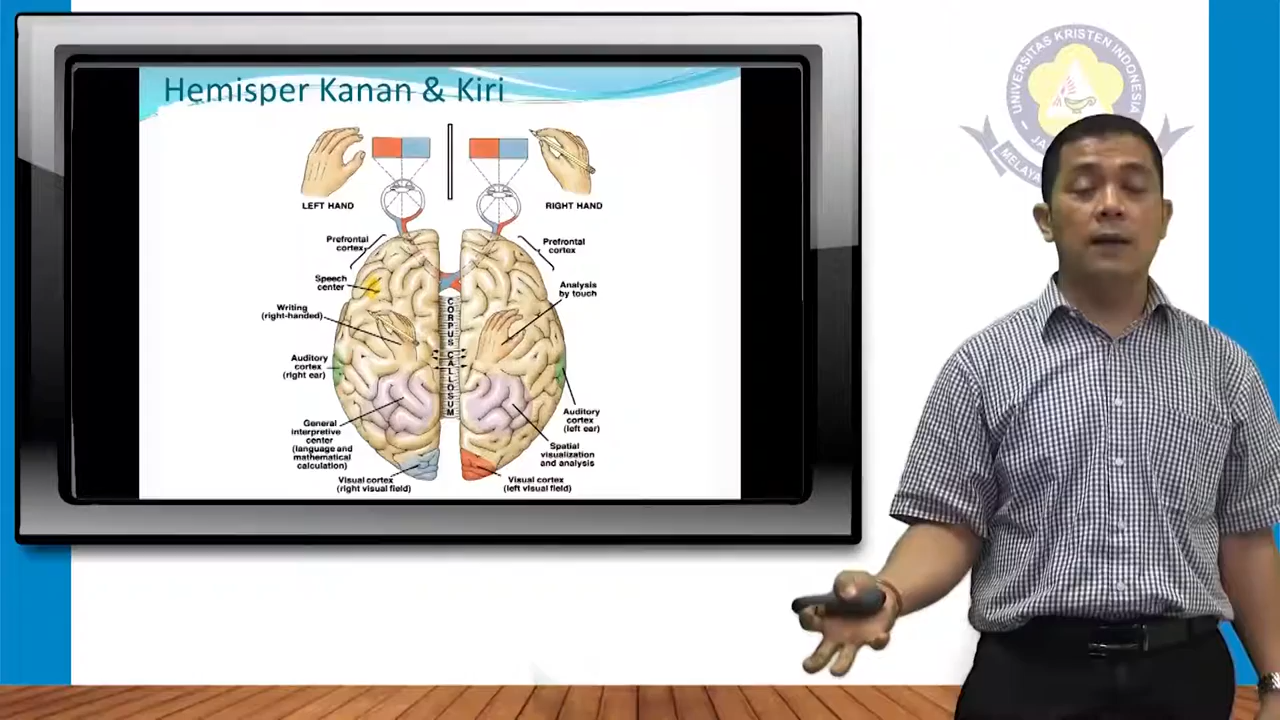 Hemisper Kanan & Kiri
LEFT HAND
RIGHT HAND
Prefrontal
cortex
Prefrontal
cortex
Speech
center
Analysis
by touch
Writing
(right-handed)
CORPUS CALLOSUM
Auditory
cortex
(right ear)
Auditory
cortex
(left ear)
General
interpretive
center
(language and
mathematical
calculation)
Spatial
visualization
and analysis
Visual cortex
(right visual field)
Visual cortex
(left visual field)
UNIVERSITAS KRISTEN INDONESIA